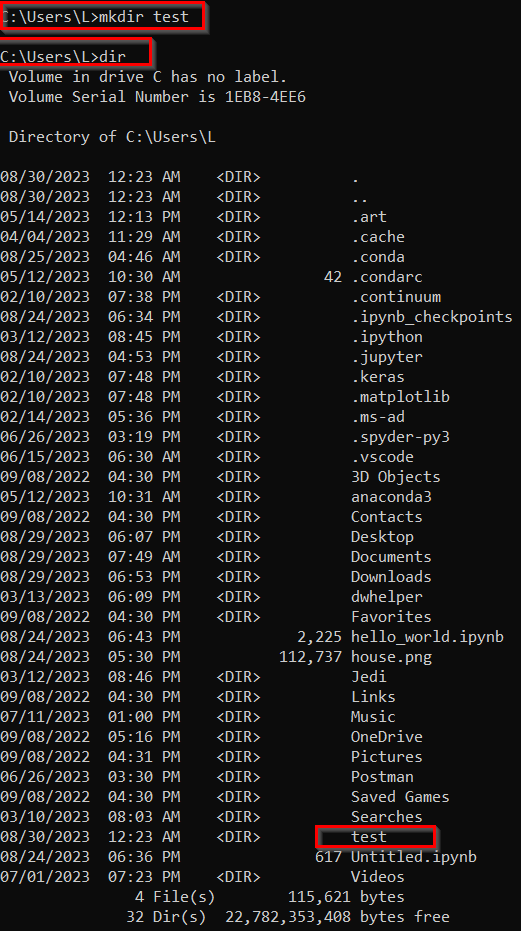 C:\Users\L>mkdir test
C:\Users\L>dir
Volume in drive C has no label.
Volume Serial Number is 1EB8-4EE6
Directory of C:\Users\L
08/30/2023 12:23 AM <DIR> .
08/30/2023 12:23 AM <DIR> ..
05/14/2023 12:13 PM <DIR> .art
04/04/2023 11:29 AM <DIR> .cache
08/25/2023 04:46 AM <DIR> .conda
05/12/2023 10:30 AM 42 .condarc
02/10/2023 07:38 PM <DIR> .continuum
08/24/2023 06:34 PM <DIR> .ipynb_checkpoints
03/12/2023 08:45 PM <DIR> .ipython
08/24/2023 04:53 PM <DIR> .jupyter
02/10/2023 07:48 PM <DIR> .keras
02/10/2023 07:48 PM <DIR> .matplotlib
02/14/2023 05:36 PM <DIR> .ms-ad
06/26/2023 03:19 PM <DIR> .spyder-py3
06/15/2023 06:30 AM <DIR> .vscode
09/08/2022 04:30 PM <DIR> 3D Objects
05/12/2023 10:31 AM <DIR> anaconda3
09/08/2022 04:30 PM <DIR> Contacts
08/29/2023 06:07 PM <DIR> Desktop
08/29/2023 07:49 AM <DIR> Documents
08/29/2023 06:53 PM <DIR> Downloads
03/13/2023 06:09 PM <DIR> dwhelper
09/08/2022 04:30 PM <DIR> Favorites
08/24/2023 06:43 PM 2,225 hello_world.ipynb
08/24/2023 05:30 PM 112,737 house.png
03/12/2023 08:46 PM <DIR> Jedi
09/08/2022 04:30 PM <DIR> Links
07/11/2023 01:00 PM <DIR> Music
09/08/2022 05:16 PM <DIR> OneDrive
09/08/2022 04:31 PM <DIR> Pictures
06/26/2023 03:30 PM <DIR> Postman
09/08/2022 04:30 PM <DIR> Saved Games
03/10/2023 08:03 AM <DIR> Searches
08/30/2023 12:23 AM <DIR> test
08/24/2023 06:36 PM 617 Untitled.ipynb
07/01/2023 07:23 PM <DIR> Videos
4 File(s) 115,621 bytes
32 Dir(s) 22,782,353,408 bytes free